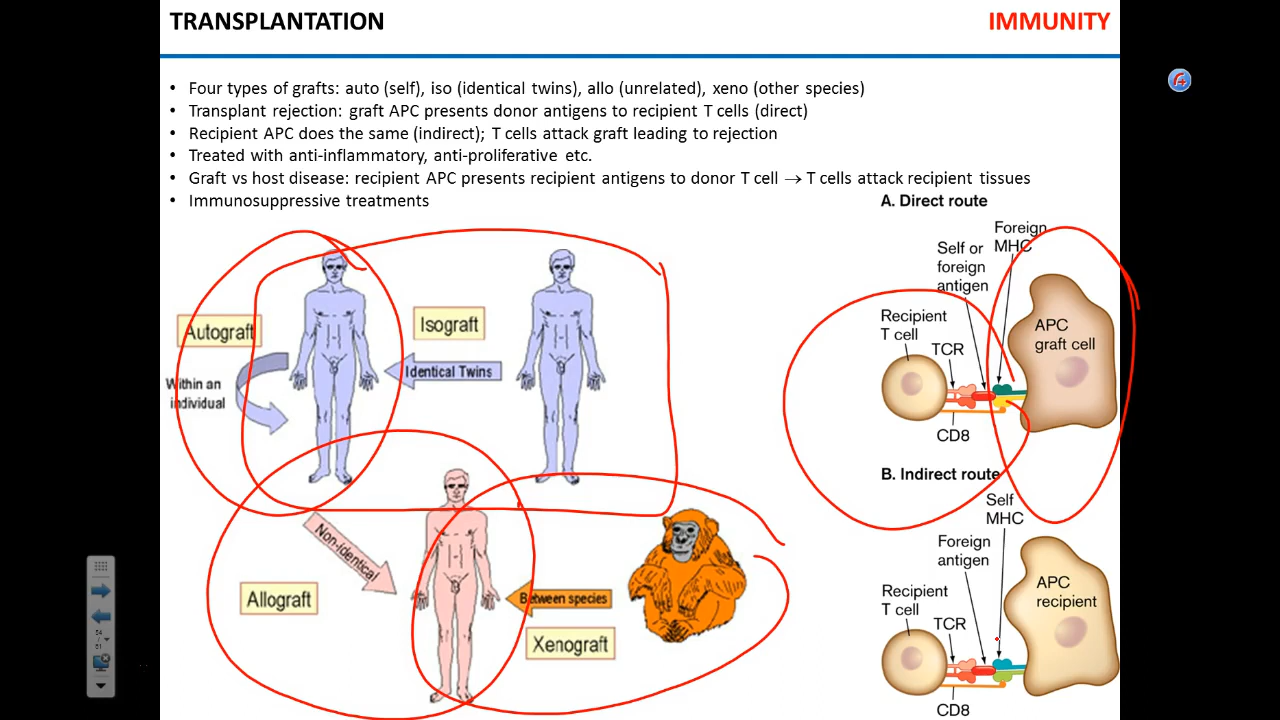 TRANSPLANTATION
IMMUNITY
• Four types of grafts: auto (self), iso (identical twins), allo (unrelated), xeno (other species)
• Transplant rejection: graft APC presents donor antigens to recipient T cells (direct)
• Recipient APC does the same (indirect); T cells attack graft leading to rejection
• Treated with anti-inflammatory, anti-proliferative etc.
• Graft vs host disease: recipient APC presents recipient antigens to donor T cell → T cells attack recipient tissues
• Immunosuppressive treatments
Autograft
Within an
individual
Isograft
Identical Twins
Non-identical
Allograft
Between species
Xenograft
A. Direct route
Foreign
MHC
Self or
foreign
antigen
Recipient
T cell
TCR
APC
graft cell
CD8
B. Indirect route
Self
MHC
Foreign
antigen
Recipient
T cell
TCR
APC
recipient
CD8